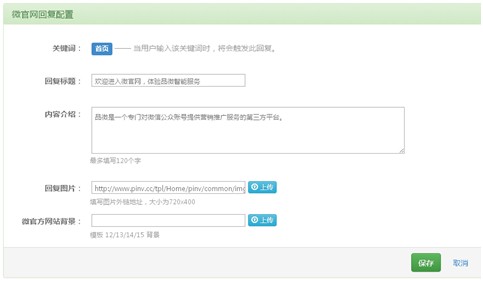 微官网回复配置
关键词： 首页 —— 当用户输入该关键词时，将会触发此回复。
回复标题： 欢迎进入微官网，体验品微智能服务
内容介绍： 品微是一个专门对微信公众账号提供营销推广服务的第三方平台。
最多填写120个字
回复图片： http://www.pinv.cc/tpl/Home/pinv/common/img 上传
填写图片外链地址，大小为720x400
微官方网站背景： 上传
模板 12/13/14/15 背景
保存 取消